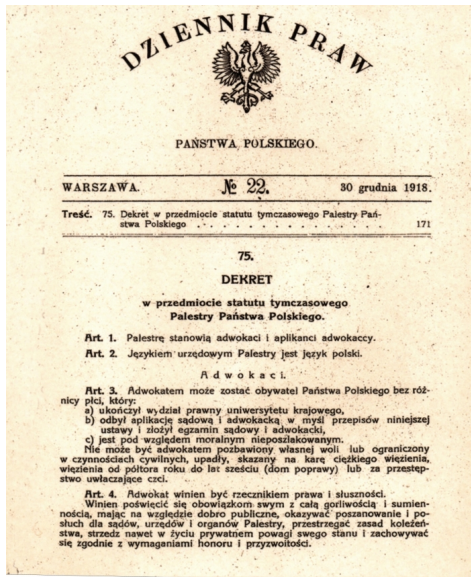 DZIENNIK PRAW
PAŃSTWA POLSKIEGO.
WARSZAWA. № 22. 30 grudnia 1918.
Treść. 75. Dekret w przedmiocie statutu tymczasowego Palestry Pań-
stwa Polskiego . . . . . . . . . . . . . . . 171
75.
DEKRET
w przedmiocie statutu tymczasowego
Palestry Państwa Polskiego.
Art. 1. Palestrę stanowią adwokaci i aplikanci adwokaccy.
Art. 2. Językiem urzędowym Palestry jest język polski.
Adwokaci.
Art. 3. Adwokatem może zostać obywatel Państwa Polskiego bez róż-
nicy płci, który:
a) ukończył wydział prawny uniwersytetu krajowego,
b) odbył aplikację sądową i adwokacką w myśl przepisów niniejszej
ustawy i złożył egzamin sądowy i adwokacki,
c) jest pod względem moralnym nieposzlakowanym.
Nie może być adwokatem pozbawiony własnej woli lub ograniczony
w czynnościach cywilnych, upadły, skazany na karę ciężkiego więzienia,
więzienia od półtora roku do lat sześciu (dom poprawy) lub za przestęp-
stwo uwłaczające czci.
Art. 4. Adwokat winien być rzecznikiem prawa i słuszności.
Winien poświęcić się obowiązkom swym z całą gorliwością i sumien-
nością, mając na względzie dobro publiczne, okazywać poszanowanie i po-
słuch dla sądów, urzędów i organów Palestry, przestrzegać zasad koleżeń-
stwa, strzedz nawet w życiu prywatnem powagi swego stanu i zachowywać
się zgodnie z wymaganiami honoru i przyzwoitości.